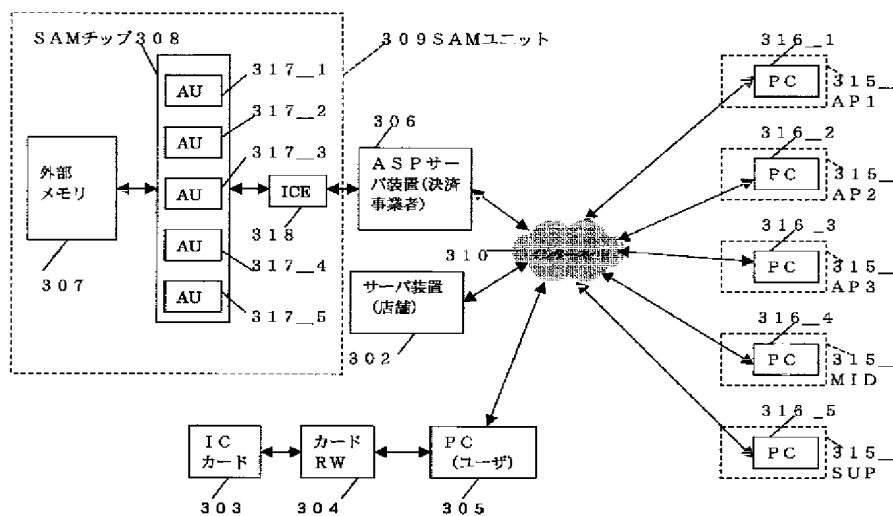 SAMチップ308
309SAMユニット
317_1
AU
317_2
AU
317_3
AU
317_4
AU
317_5
AU
外部
メモリ
307
ICE
318
306
ASPサー
バ装置(決済
事業者)
310
サーバ装置
(店舗)
302
IC
カード
303
カード
RW
304
PC
(ユーザ)
305
316_1
PC
315_
AP1
316_2
PC
315_
AP2
316_3
PC
315_
AP3
316_4
PC
315_
MID
316_5
PC
315_
SUP